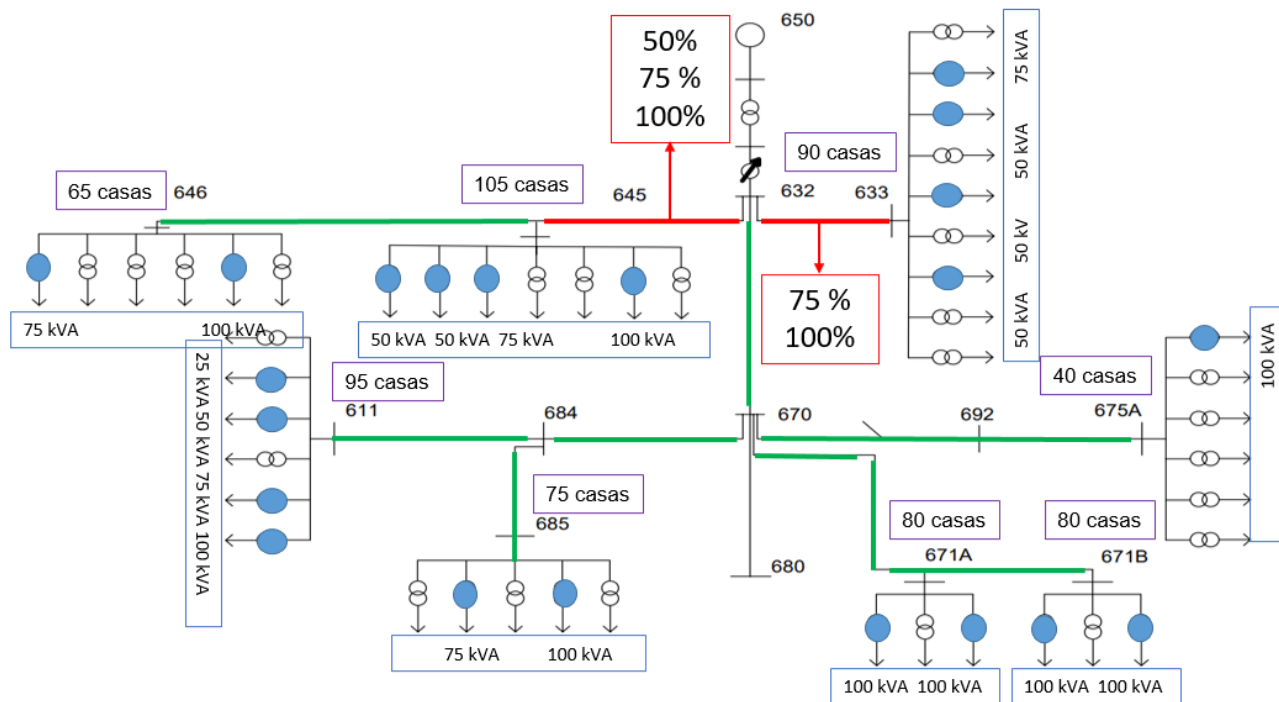 650
50%
75 %
100%
90 casas
75 kVA
50 kVA
50 kV
50 kVA
65 casas
646
105 casas
645
632
633
75 kVA
100 kVA
50 kVA 50 kVA 75 kVA
100 kVA
75 %
100%
95 casas
611
25 kVA 50 kVA 75 kVA 100 kVA
684
670
692
40 casas
675A
100 kVA
75 casas
685
75 kVA
100 kVA
680
80 casas
671A
80 casas
671B
100 kVA 100 kVA
100 kVA 100 kVA